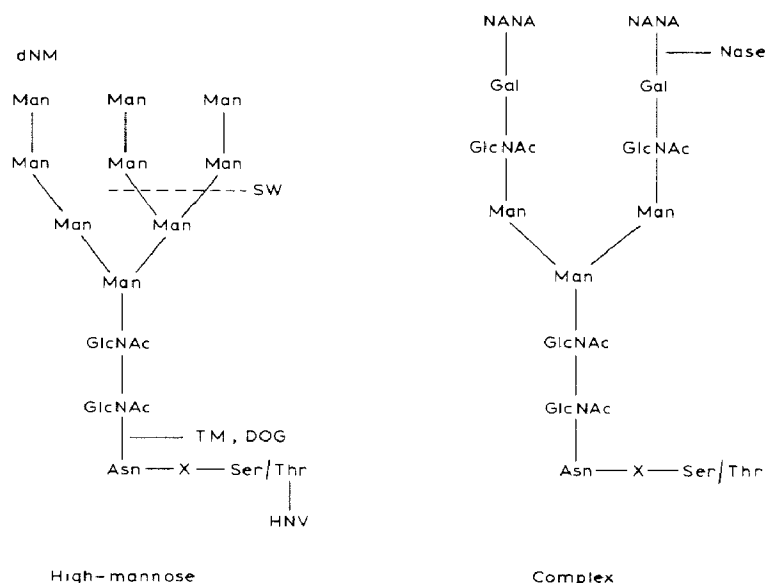 NANA NANA
dNM
Nase
Man Man Man
Gal Gal
Man Man Man
GlcNAc GlcNAc
SW
Man Man
Man Man
Man
Man
GlcNAc
GlcNAc
GlcNAc
GlcNAc
TM, DOG
Asn X Ser/Thr
Asn X Ser/Thr
HNV
High-mannose
Complex